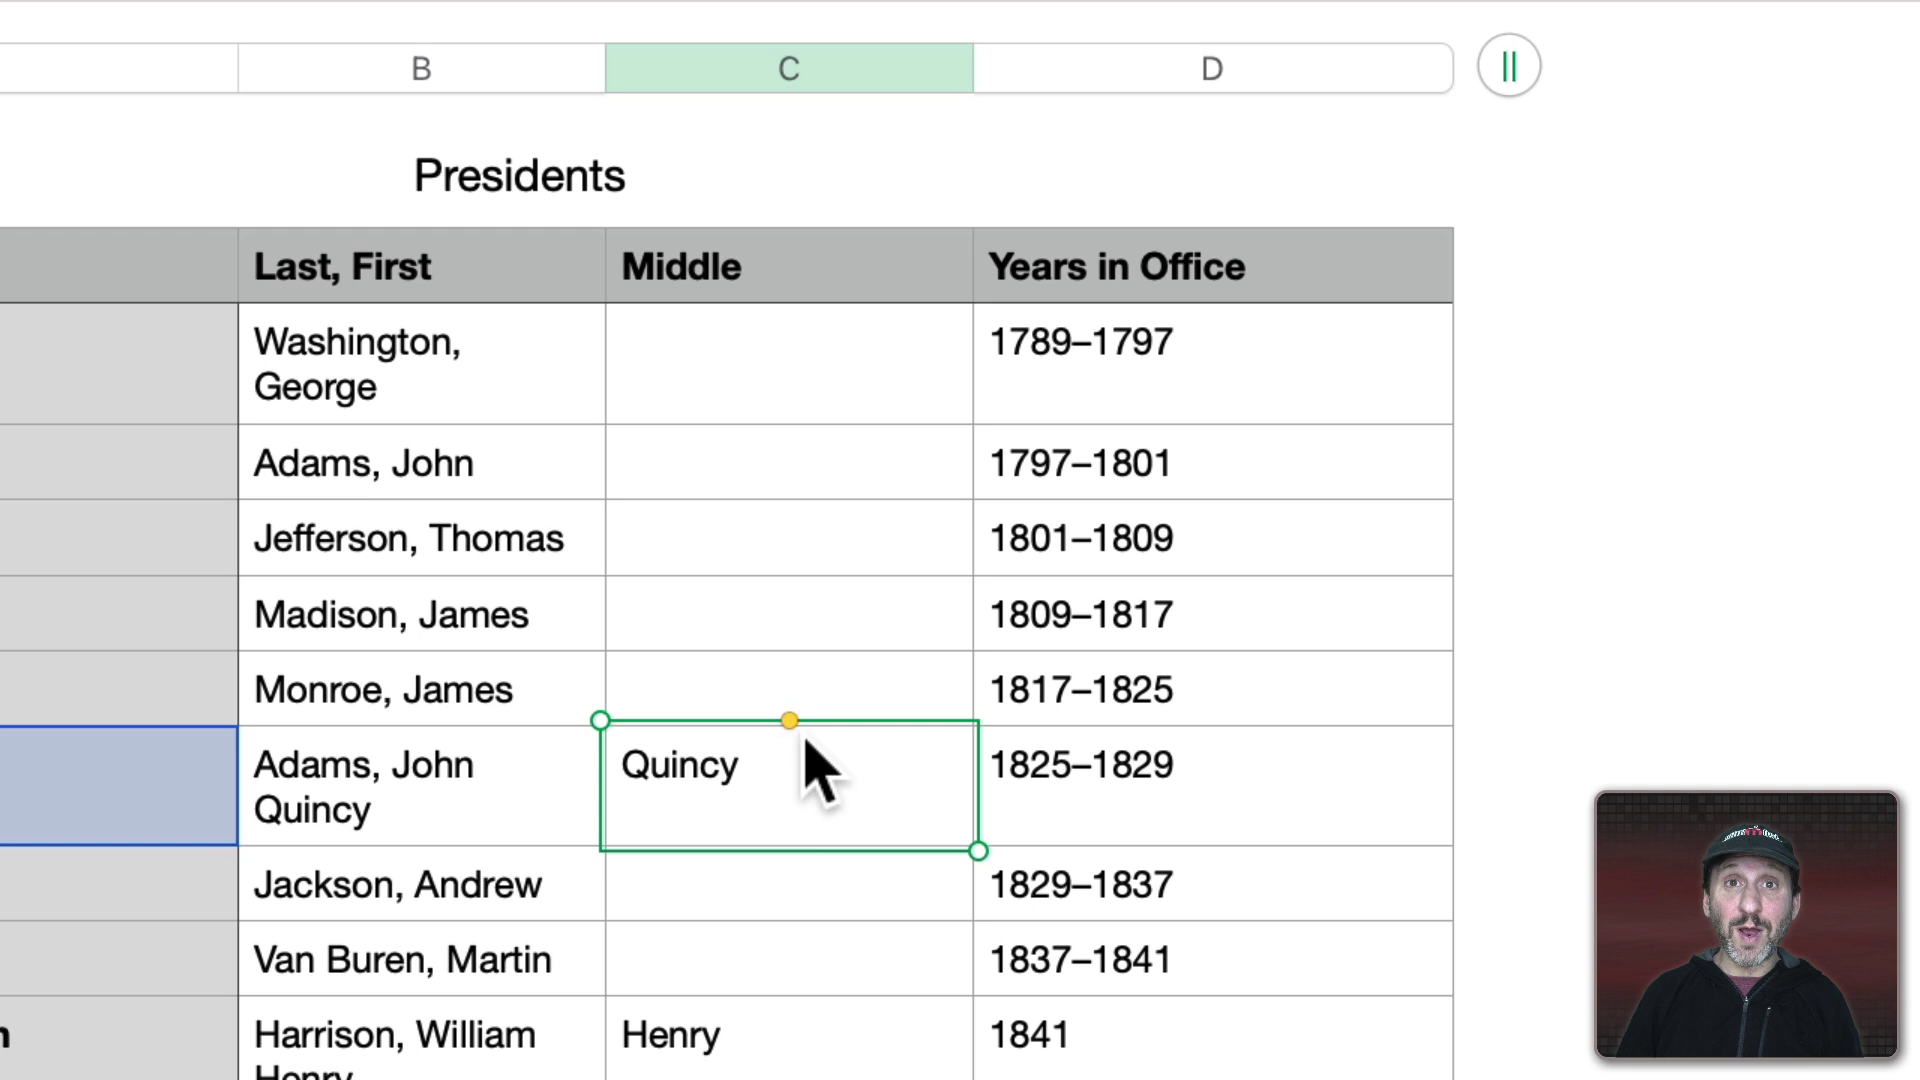 B C D
Presidents
Last, First Middle Years in Office
Washington, 1789–1797
George
Adams, John 1797–1801
Jefferson, Thomas 1801–1809
Madison, James 1809–1817
Monroe, James 1817–1825
Adams, John Quincy 1825–1829
Quincy
Jackson, Andrew 1829–1837
Van Buren, Martin 1837–1841
n Harrison, William Henry 1841
Henry